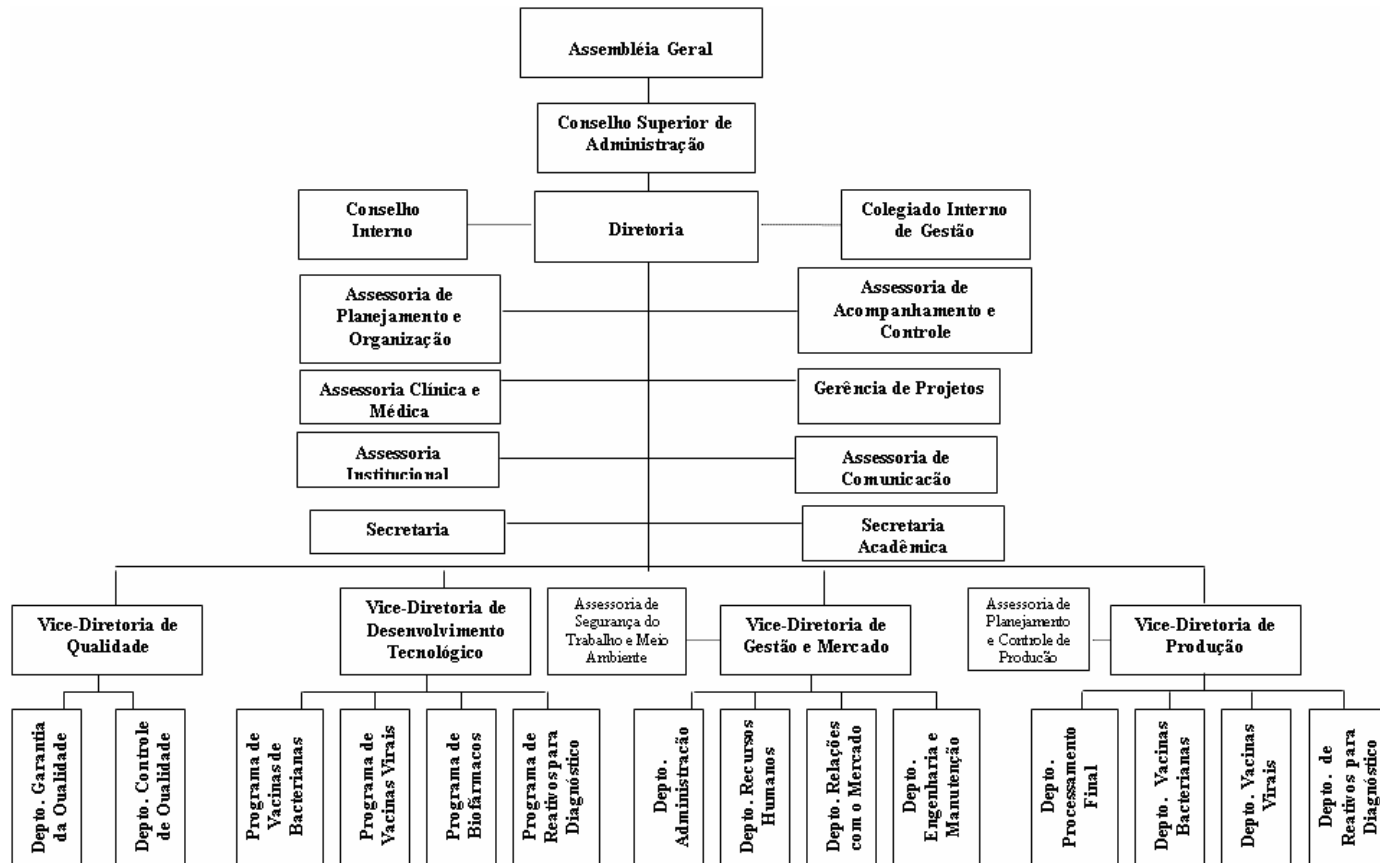 Assembléia Geral
Conselho Superior de
Administração
Conselho
Interno
Diretoria
Colegiado Interno
de Gestão
Assessoria de
Planejamento e
Organização
Assessoria de
Acompanhamento e
Controle
Assessoria Clínica e
Médica
Gerência de Projetos
Assessoria
Institucional
Assessoria de
Comunicação
Secretaria
Secretaria
Acadêmica
Vice-Diretoria de
Qualidade
Vice-Diretoria de
Desenvolvimento
Tecnológico
Assessoria de
Segurança do
Trabalho e Meio
Ambiente
Vice-Diretoria de
Gestão e Mercado
Assessoria de
Planejamento
e Controle de
Produção
Vice-Diretoria de
Produção
Depto. Garantia
da Qualidade
Depto. Controle
de Qualidade
Programa de
Vacinas de
Bacterianas
Programa de
Vacinas Virais
Programa de
Biofármacos
Programa de
Reativos para
Diagnóstico
Depto.
Administração
Depto. Recursos
Humanos
Depto. Relações
com o Mercado
Depto.
Engenharia e
Manutenção
Depto.
Processamento
Final
Depto. Vacinas
Bacterianas
Depto. Vacinas
Virais
Depto. de
Reativos para
Diagnóstico